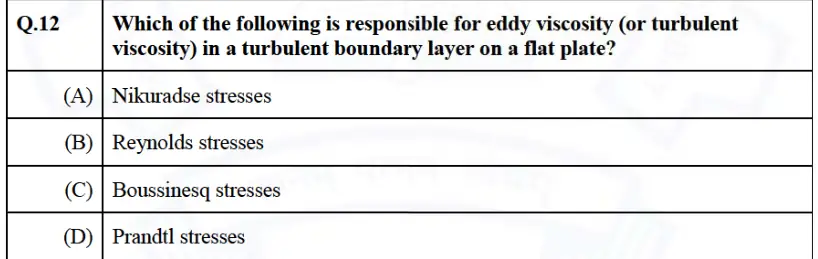 Q.12 Which of the following is responsible for eddy viscosity (or turbulent
viscosity) in a turbulent boundary layer on a flat plate?
(A) Nikuradse stresses
(B) Reynolds stresses
(C) Boussinesq stresses
(D) Prandtl stresses